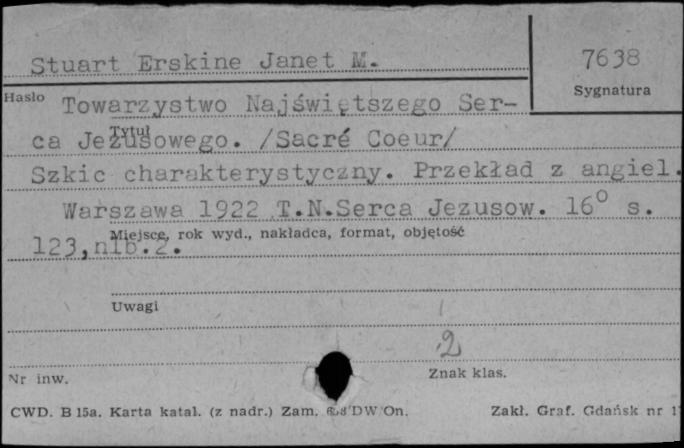 Stuart Erskine Janet M.
7638
Sygnatura
Hasło
Towarzystwo Najświętszego Ser-
ca Jezusowego. /Sacré Coeur/
Tytuł
Szkic charakterystyczny. Przekład z angiel.
Warszawa 1922 T.N.Serca Jezusow. 16° s.
Miejsce, rok wyd., nakładca, format, objętość
123,nlb.2.
Uwagi
2
Nr inw.
Znak klas.
CWD. B 15a. Karta katal. (z nadr.) Zam. DW On.
Zakł. Graf. Gdańsk nr